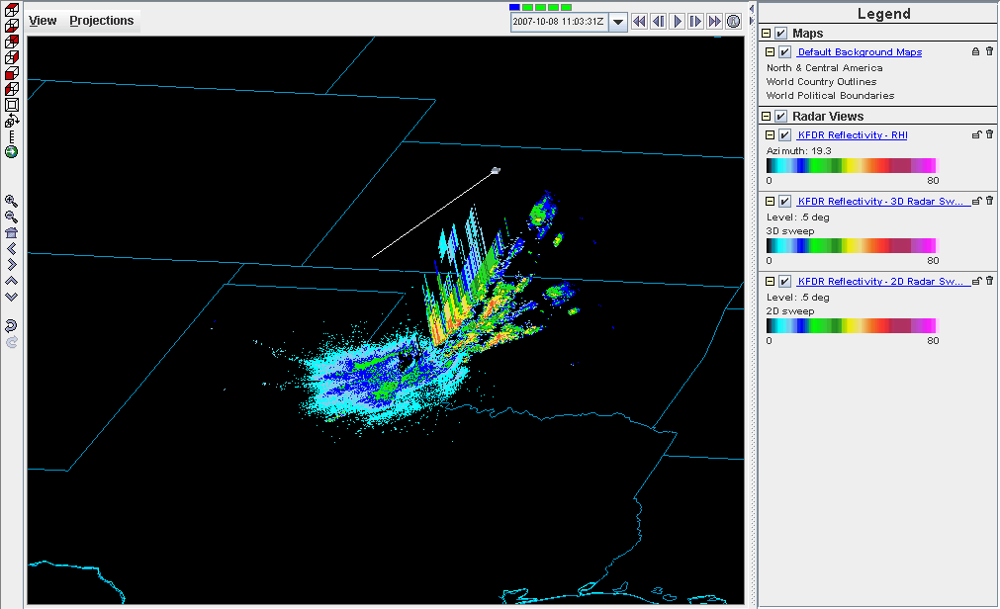 View Projections
2007-10-08 11:03:31Z
Legend
Maps
Default Background Maps
North & Central America
World Country Outlines
World Political Boundaries
Radar Views
KFDR Reflectivity - RHI
Azimuth: 19.3
0 80
KFDR Reflectivity - 3D Radar Sw...
Level: .5 deg
3D sweep
0 80
KFDR Reflectivity - 2D Radar Sw...
Level: .5 deg
2D sweep
0 80